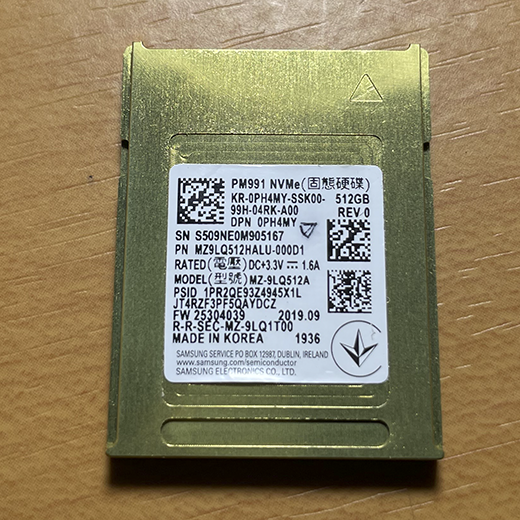 PM991 NVMe (固態硬碟)
KR-0PH4MY-SSK00- 512GB
99H-04RK-A00 REV 0
DPN 0PH4MY
SN S509NE0M905167
PN MZ9LQ512HALU-000D1
RATED (電壓) DC+3.3V ⎓ 1.6A
MODEL (型號) MZ-9LQ512A
PSID 1PR2QE93Z4945X1L
JT4RZF3PF5QAYDCZ
FW 25304039 2019.09
R-R-SEC-MZ-9LQ1T00
MADE IN KOREA 1936
SAMSUNG SERVICE PO BOX 12987, DUBLIN, IRELAND
www.samsung.com/semiconductor
SAMSUNG ELECTRONICS CO., LTD.